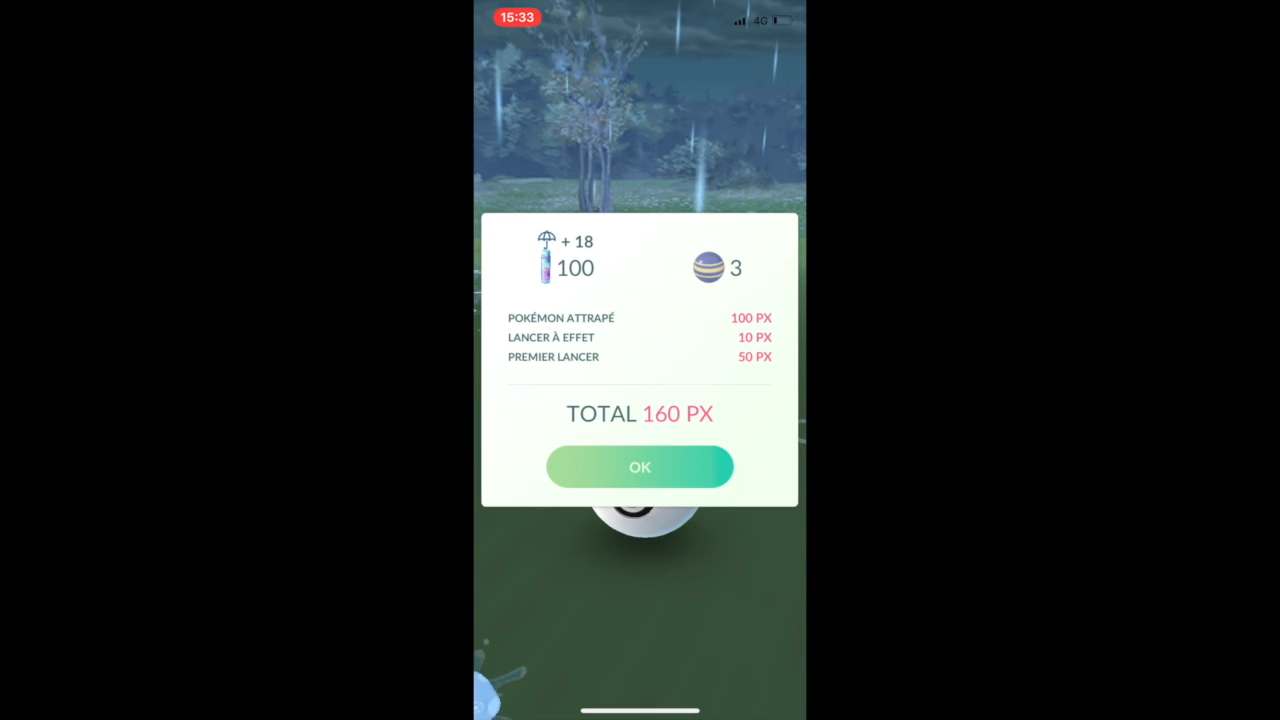 15:33
4G
+ 18
100
3
POKÉMON ATTRAPÉ 100 PX
LANCER À EFFET 10 PX
PREMIER LANCER 50 PX
TOTAL 160 PX
OK